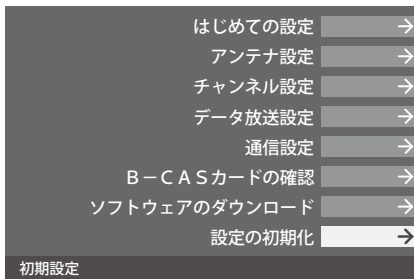 はじめての設定 →
アンテナ設定 →
チャンネル設定 →
データ放送設定 →
通信設定 →
B－CASカードの確認 →
ソフトウェアのダウンロード →
設定の初期化 →
初期設定